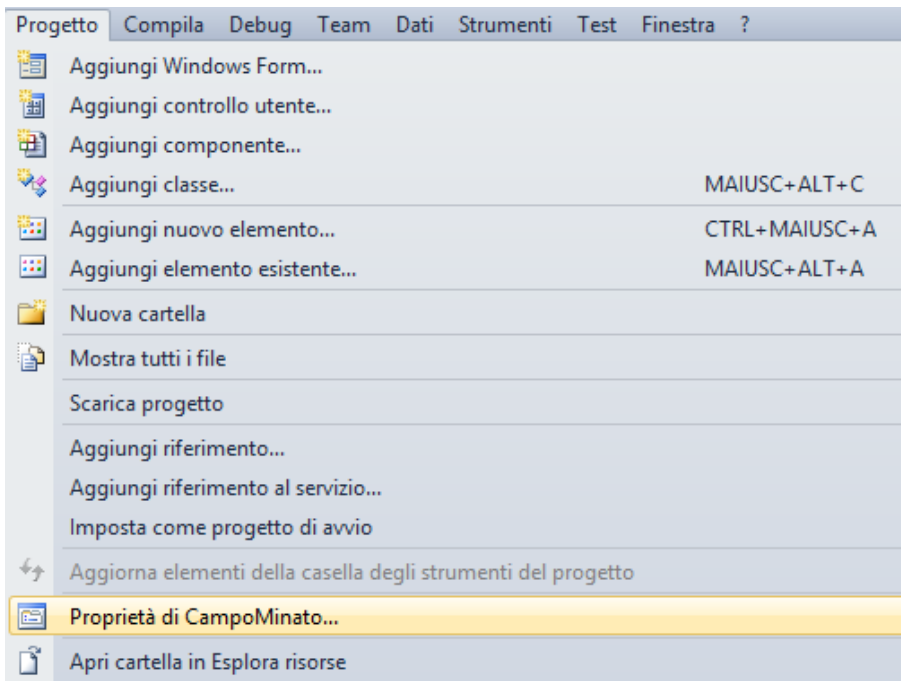 Progetto Compila Debug Team Dati Strumenti Test Finestra ?
Aggiungi Windows Form...
Aggiungi controllo utente...
Aggiungi componente...
Aggiungi classe... MAIUSC+ALT+C
Aggiungi nuovo elemento... CTRL+MAIUSC+A
Aggiungi elemento esistente... MAIUSC+ALT+A
Nuova cartella
Mostra tutti i file
Scarica progetto
Aggiungi riferimento...
Aggiungi riferimento al servizio...
Imposta come progetto di avvio
Aggiorna elementi della casella degli strumenti del progetto
Proprietà di CampoMinato...
Apri cartella in Esplora risorse